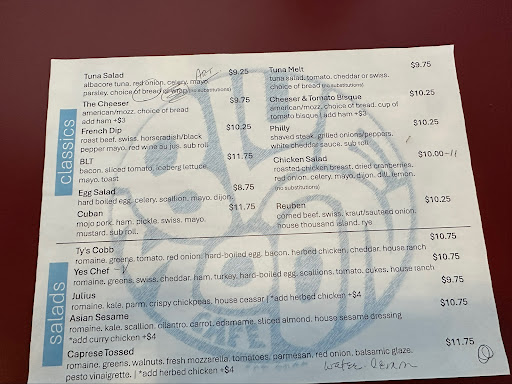 classics
Tuna Salad $9.25
albacore tuna, red onion, celery, mayo,
parsley, choice of bread or wrap (no substitutions)
The Cheeser $9.75
american/mozz, choice of bread
add ham +$3
French Dip $10.25
roast beef, swiss, horseradish/black
pepper mayo, red wine au jus, sub roll
BLT $11.75
bacon, sliced tomato, iceberg lettuce
mayo, toast
Egg Salad $8.75
hard boiled egg, celery, scallion, mayo, dijon
Cuban $11.75
mojo pork, ham, pickle, swiss, mayo,
mustard, sub roll.
Tuna Melt $9.75
tuna salad, tomato, cheddar or swiss,
choice of bread (no substitutions)
Cheeser & Tomato Bisque $10.25
american/mozz, choice of bread, cup of
tomato bisque | add ham +$3
Philly $10.25
shaved steak, grilled onions/peppers,
white cheddar sauce, sub roll
Chicken Salad $10.00 -11
roasted chicken breast, dried cranberries,
red onion, celery, mayo, dijon, dill, lemon,
(no substitutions)
Reuben $10.25
corned beef, swiss, kraut/sauteed onion,
house thousand island, rye
salads
Ty's Cobb $10.75
romaine, greens, tomato, red onion, hard-boiled egg, bacon, herbed chicken, cheddar, house ranch
Yes Chef $10.75
romaine, greens, swiss, cheddar, ham, turkey, hard-boiled egg, scallions, tomato, cukes, house ranch
Julius $9.75
romaine, kale, parm, crispy chickpeas, house ceasar | *add herbed chicken +$4
Asian Sesame $10.75
romaine, kale, scallion, cilantro, carrot, edamame, sliced almond, house sesame dressing
*add curry chicken +$4
Caprese Tossed $11.75
romaine, greens, walnuts, fresh mozzarella, tomatoes, parmesan, red onion, balsamic glaze,
pesto vinaigrette. | *add herbed chicken +$4
water lemon
CAFE